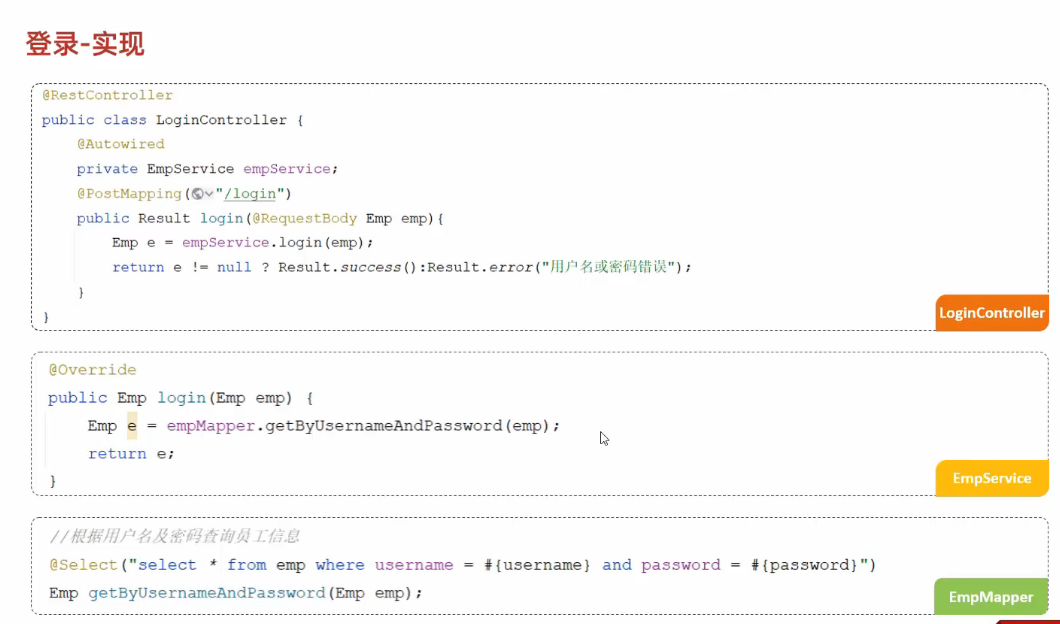 登录-实现
@RestController
public class LoginController {
@Autowired
private EmpService empService;
@PostMapping("/login")
public Result login(@RequestBody Emp emp){
Emp e = empService.login(emp);
return e != null ? Result.success():Result.error("用户名或密码错误");
}
}
LoginController
@Override
public Emp login(Emp emp) {
Emp e = empMapper.getByUsernameAndPassword(emp);
return e;
}
EmpService
//根据用户名及密码查询员工信息
@Select("select * from emp where username = #{username} and password = #{password}")
Emp getByUsernameAndPassword(Emp emp);
EmpMapper